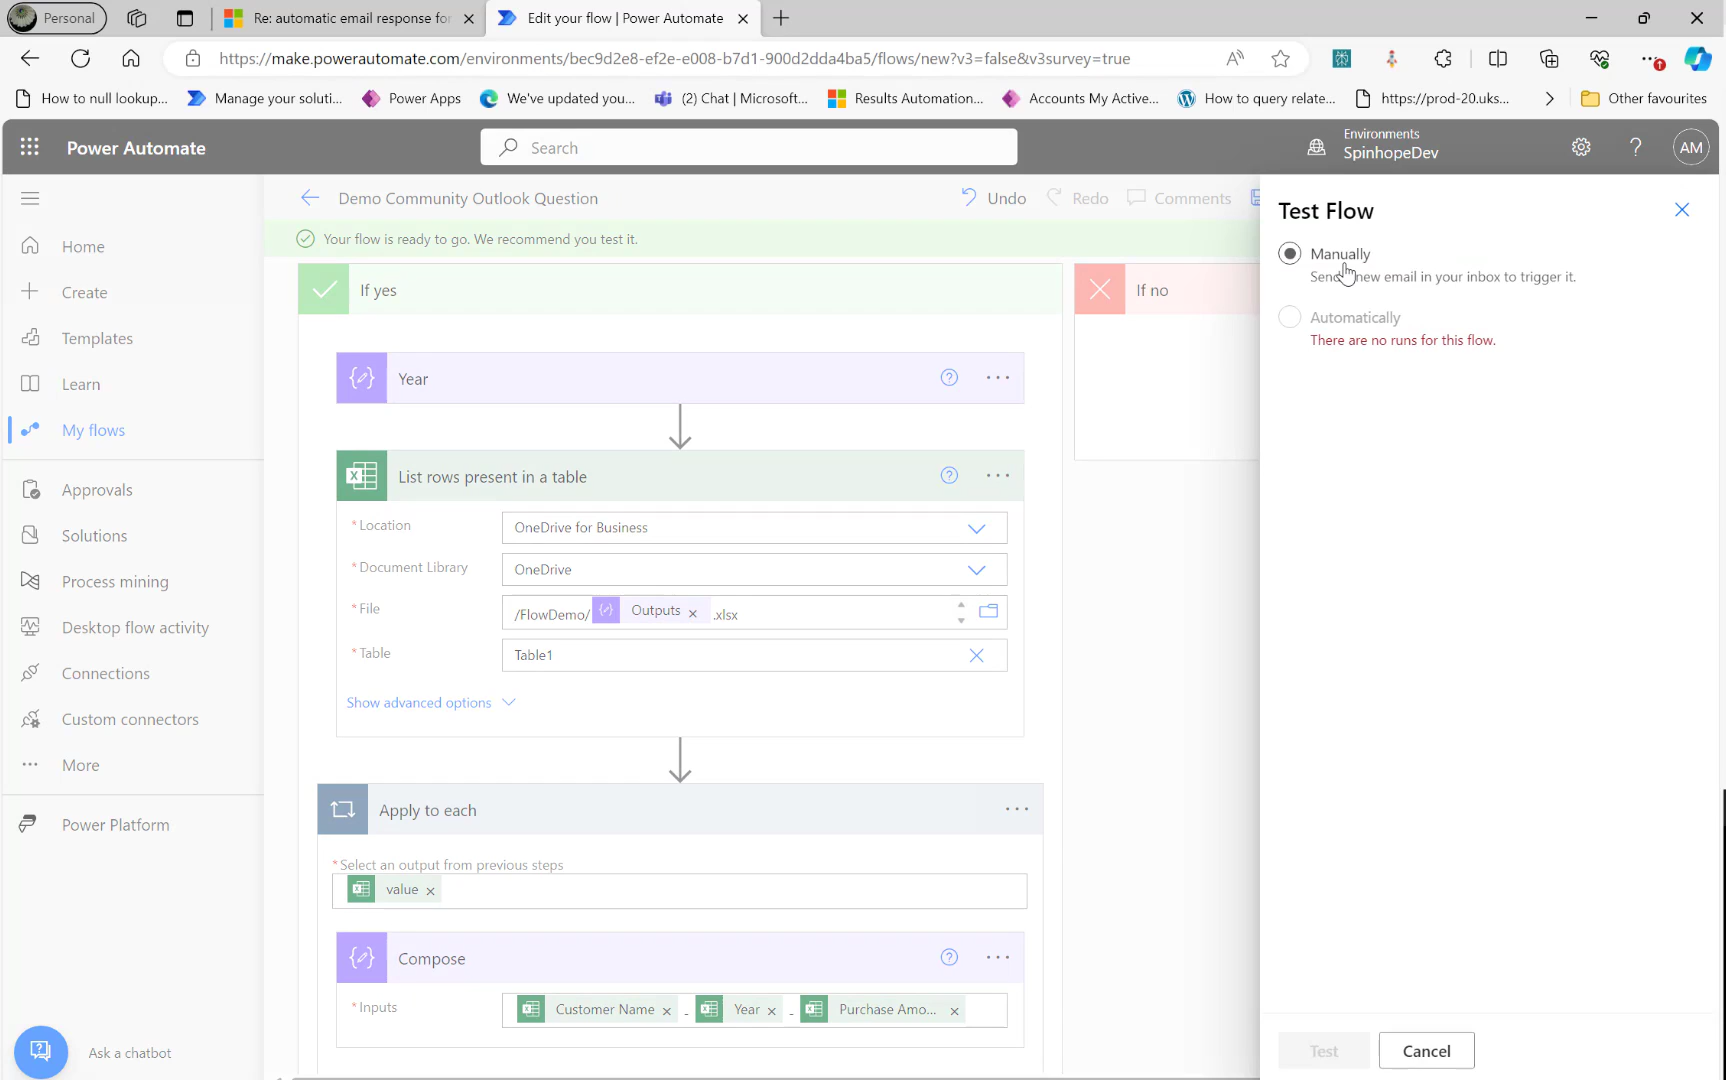 Personal
Re: automatic email response for
Edit your flow | Power Automate
https://make.powerautomate.com/environments/bec9d2e8-ef2e-e008-b7d1-900d2dda4ba5/flows/new?v3=false&v3survey=true
How to null lookup...
Manage your soluti...
Power Apps
We've updated you...
(2) Chat | Microsoft...
Results Automation...
Accounts My Active...
How to query relate...
https://prod-20.uks...
Other favourites
Power Automate
Search
Environments
SpinhopeDev
AM
Home
Create
Templates
Learn
My flows
Approvals
Solutions
Process mining
Desktop flow activity
Connections
Custom connectors
More
Power Platform
Ask a chatbot
Demo Community Outlook Question
Undo
Redo
Comments
Your flow is ready to go. We recommend you test it.
If yes
If no
Year
List rows present in a table
* Location
OneDrive for Business
* Document Library
OneDrive
* File
/FlowDemo/ Outputs × .xlsx
* Table
Table1
Show advanced options
Apply to each
* Select an output from previous steps
value ×
Compose
* Inputs
Customer Name × - Year × - Purchase Amo... ×
Test Flow
Manually
new email in your inbox to trigger it.
Automatically
There are no runs for this flow.
Test
Cancel